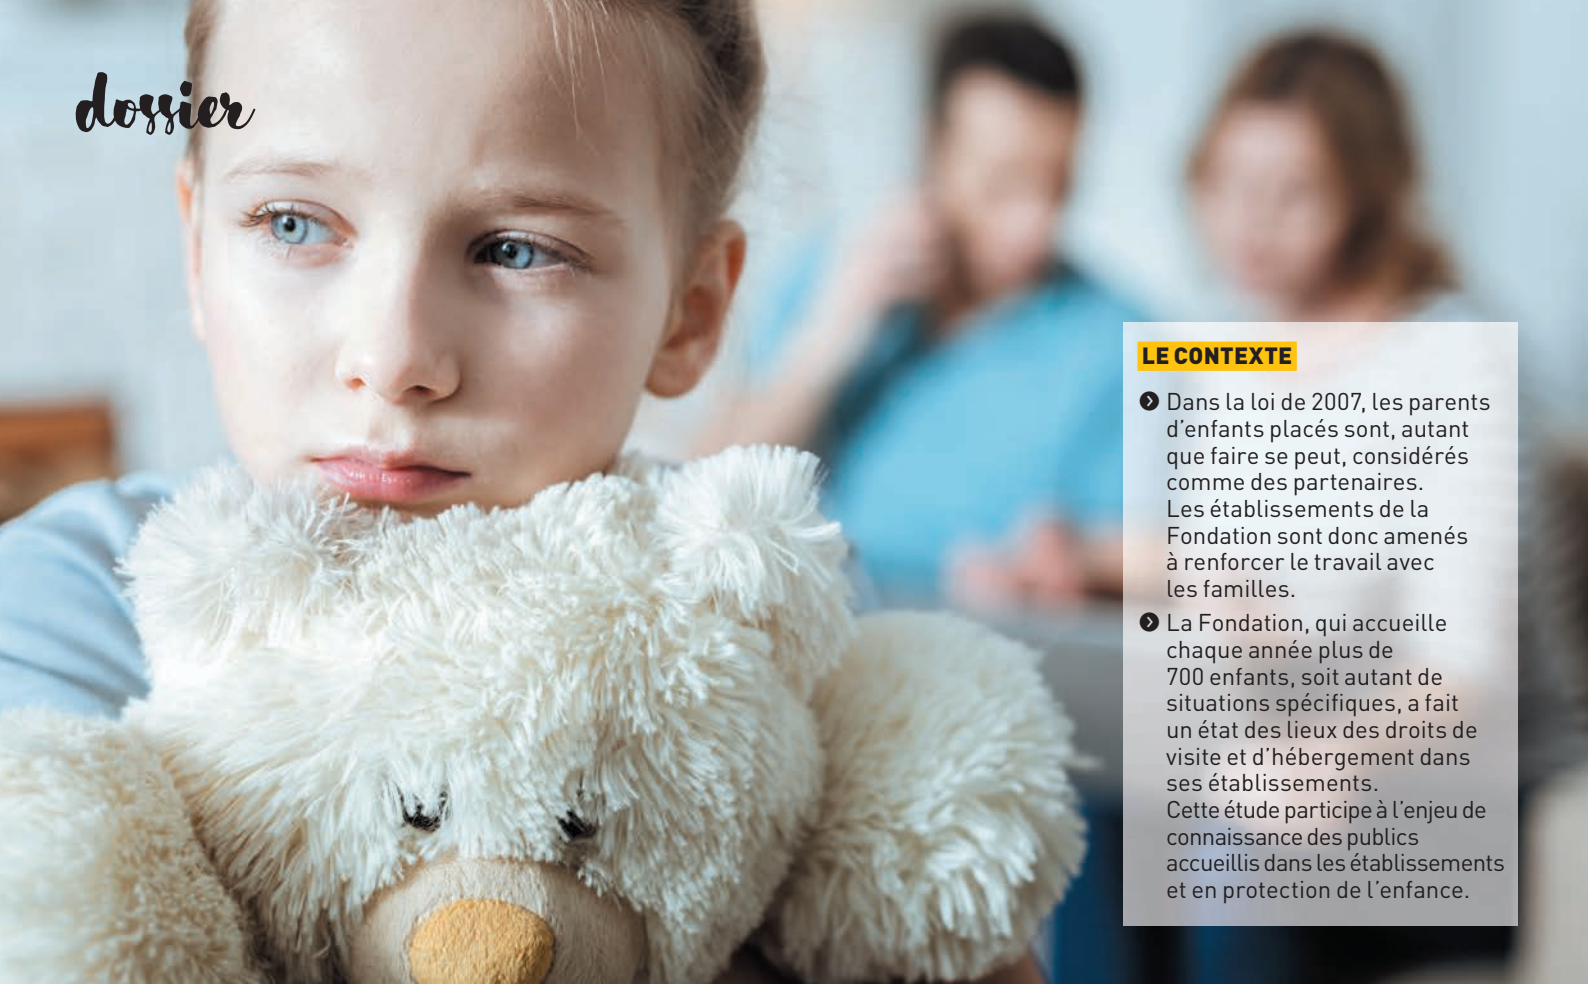 dossier
LE CONTEXTE
Dans la loi de 2007, les parents
d’enfants placés sont, autant
que faire se peut, considérés
comme des partenaires.
Les établissements de la
Fondation sont donc amenés
à renforcer le travail avec
les familles.
La Fondation, qui accueille
chaque année plus de
700 enfants, soit autant de
situations spécifiques, a fait
un état des lieux des droits de
visite et d’hébergement dans
ses établissements.
Cette étude participe à l’enjeu de
connaissance des publics
accueillis dans les établissements
et en protection de l’enfance.